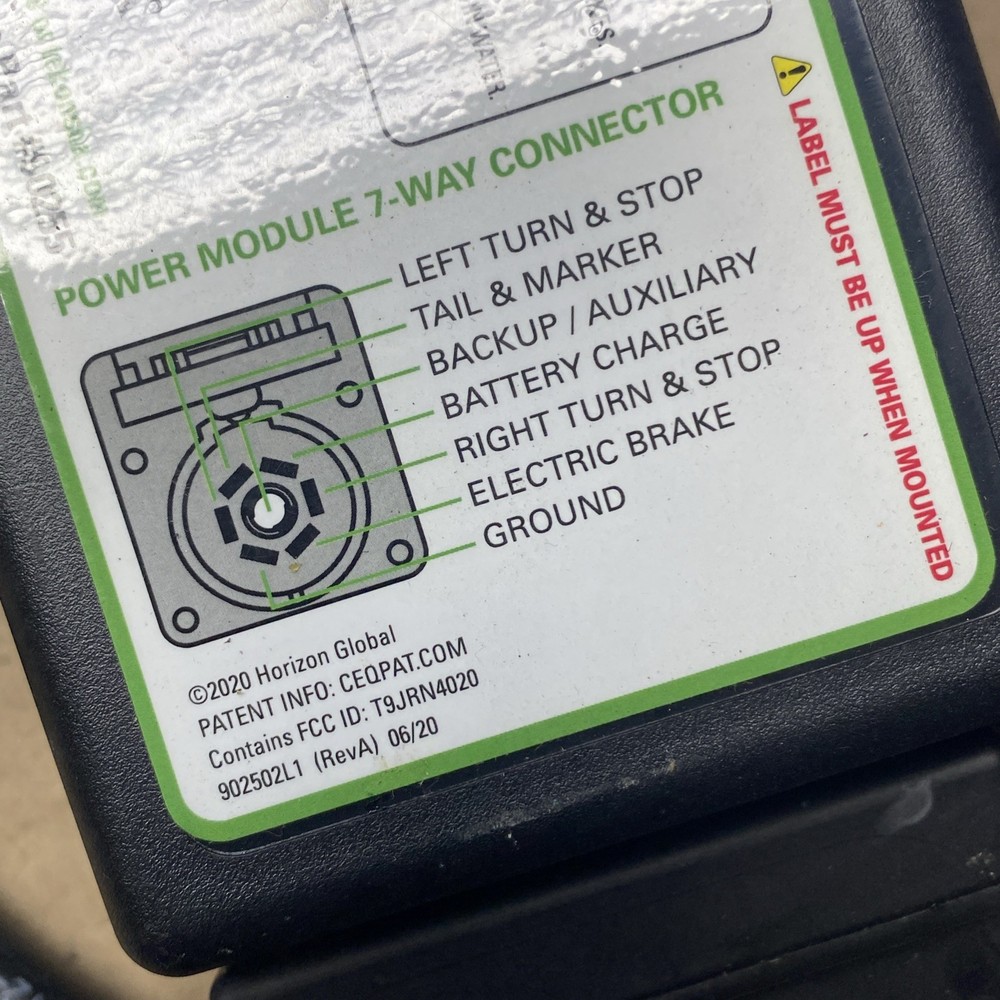 KES.
WATER.
POWER MODULE 7-WAY CONNECTOR
LEFT TURN & STOP
TAIL & MARKER
BACKUP / AUXILIARY
BATTERY CHARGE
RIGHT TURN & STOP
ELECTRIC BRAKE
GROUND
LABEL MUST BE UP WHEN MOUNTED
©2020 Horizon Global
PATENT INFO: CEQPAT.COM
Contains FCC ID: T9JRN4020
902502L1 (RevA) 06/20